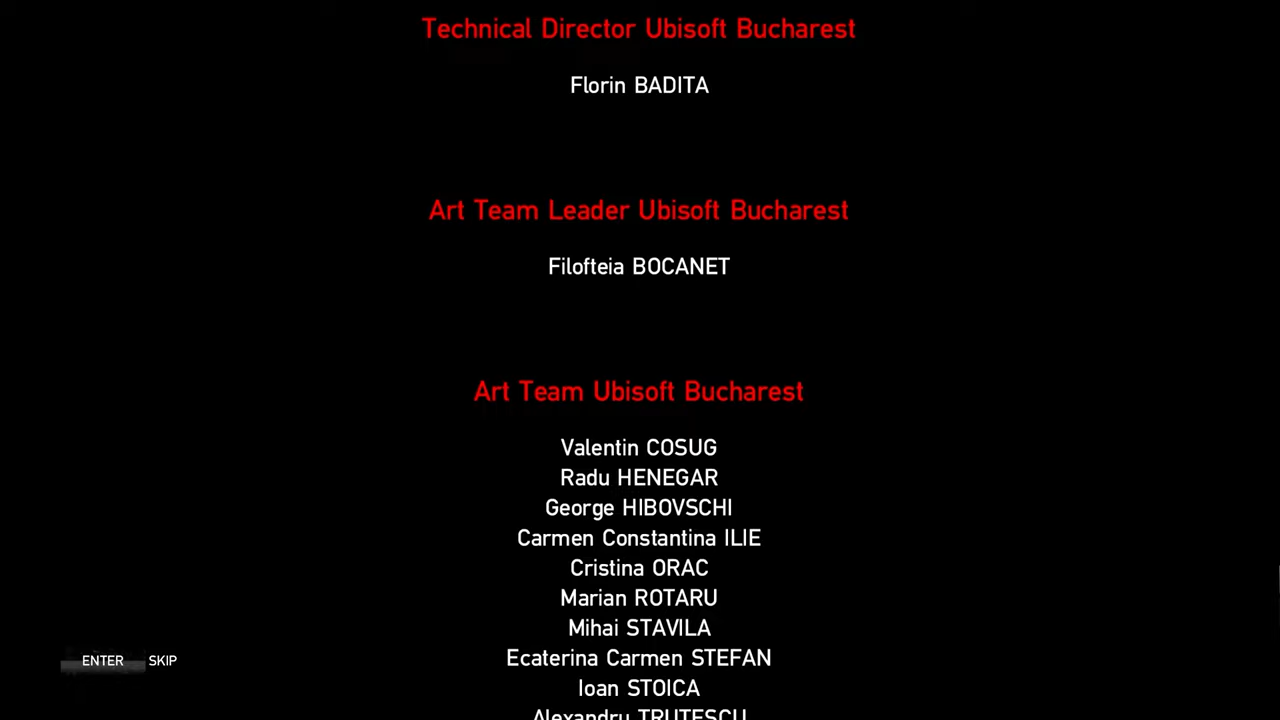 Technical Director Ubisoft Bucharest
Florin BADITA
Art Team Leader Ubisoft Bucharest
Filofteia BOCANET
Art Team Ubisoft Bucharest
Valentin COSUG
Radu HENEGAR
George HIBOVSCHI
Carmen Constantina ILIE
Cristina ORAC
Marian ROTARU
Mihai STAVILA
Ecaterina Carmen STEFAN
Ioan STOICA
Alexandru TRUTESCU
ENTER SKIP